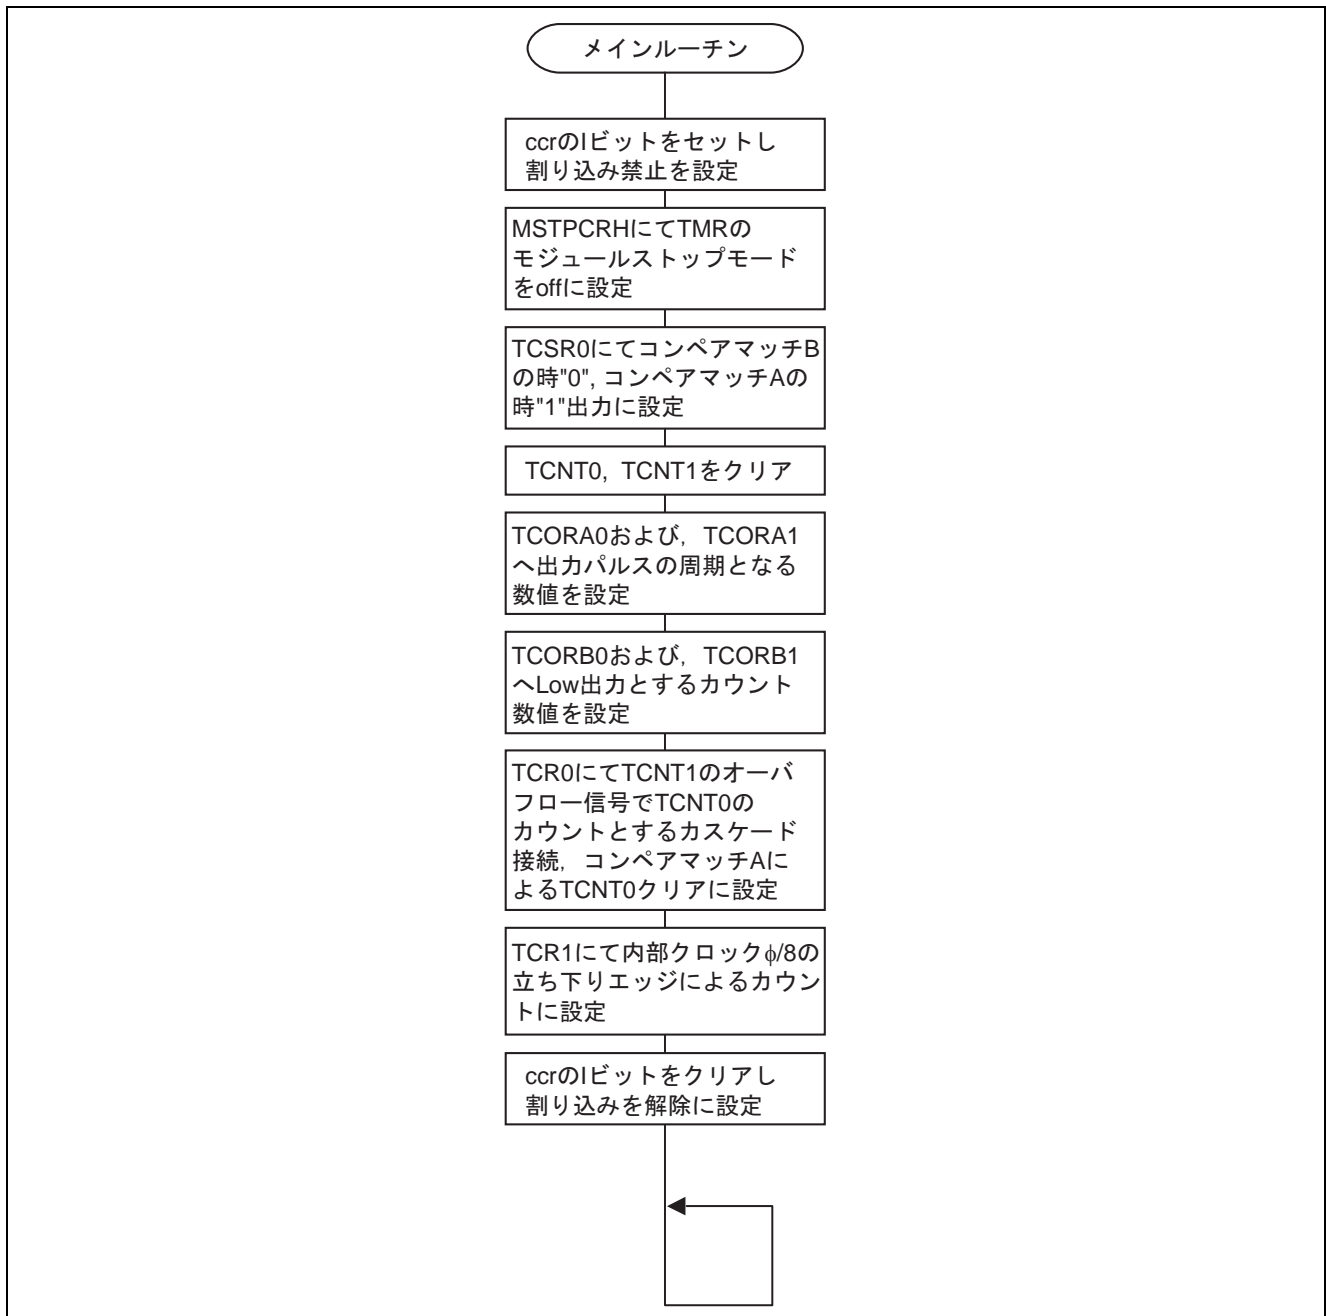 メインルーチン
ccrのIビットをセットし
割り込み禁止を設定
MSTPCRHにてTMRの
モジュールストップモード
をoffに設定
TCSR0にてコンペアマッチB
の時"0", コンペアマッチAの
時"1"出力に設定
TCNT0，TCNT1をクリア
TCORA0および，TCORA1
へ出力パルスの周期となる
数値を設定
TCORB0および，TCORB1
へLow出力とするカウント
数値を設定
TCR0にてTCNT1のオーバ
フロー信号でTCNT0の
カウントとするカスケード
接続，コンペアマッチAに
よるTCNT0クリアに設定
TCR1にて内部クロックφ/8の
立ち下りエッジによるカウン
トに設定
ccrのIビットをクリアし
割り込みを解除に設定